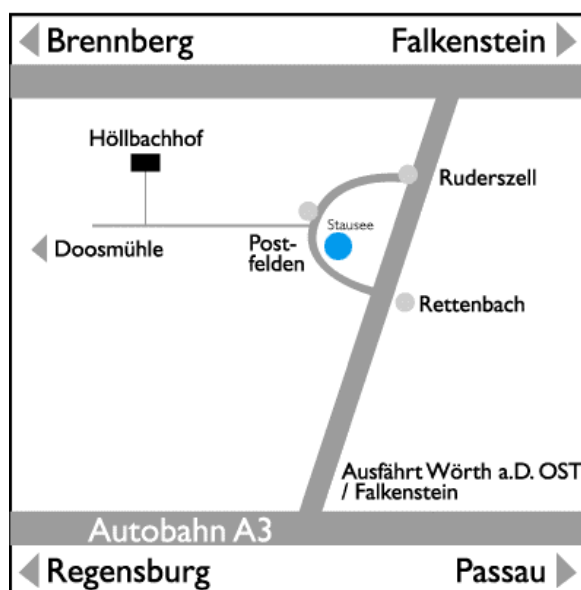 Brennberg Falkenstein
Höllbachhof
Ruderszell
Stausee
Doosmühle
Post-
felden
Rettenbach
Ausfährt Wörth a.D. OST
/ Falkenstein
Autobahn A3
Regensburg Passau